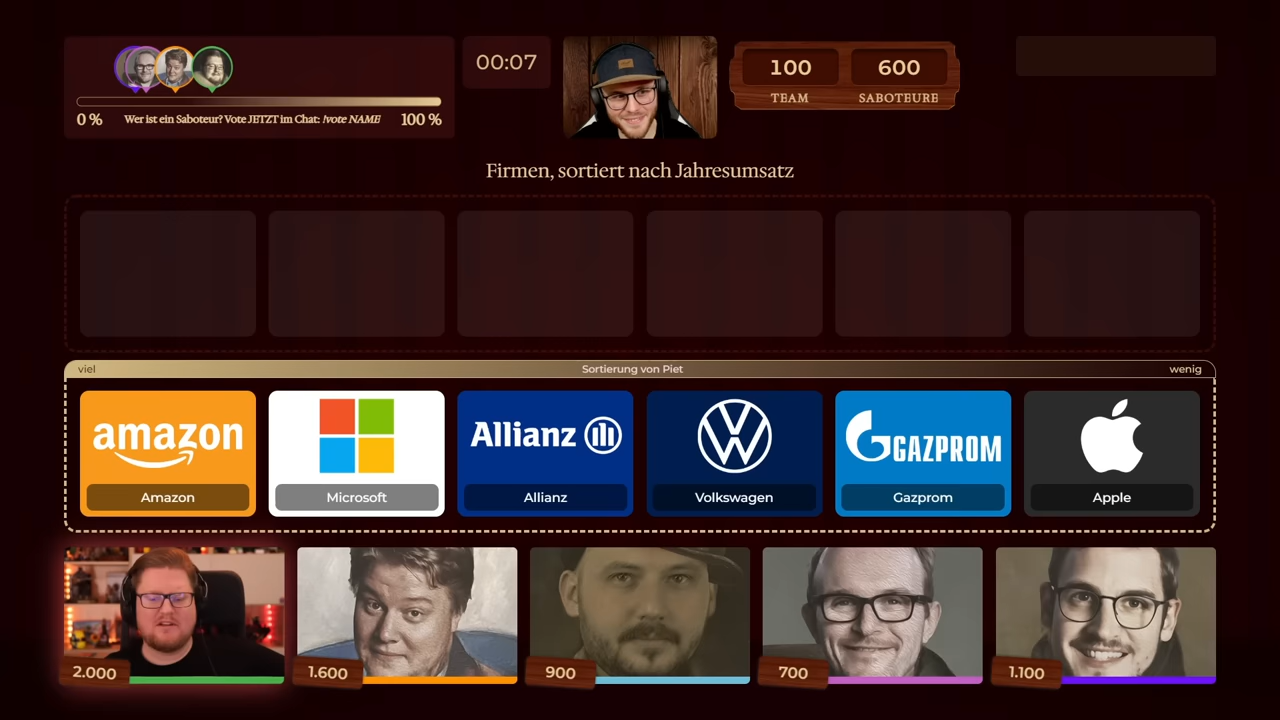 00:07
100
600
TEAM
SABOTEURE
0 %
Wer ist ein Saboteur? Vote JETZT im Chat: !vote NAME
100 %
Firmen, sortiert nach Jahresumsatz
viel
Sortierung von Piet
wenig
amazon
Allianz
GAZPROM
Amazon
Microsoft
Allianz
Volkswagen
Gazprom
Apple
2.000
1.600
900
700
1.100